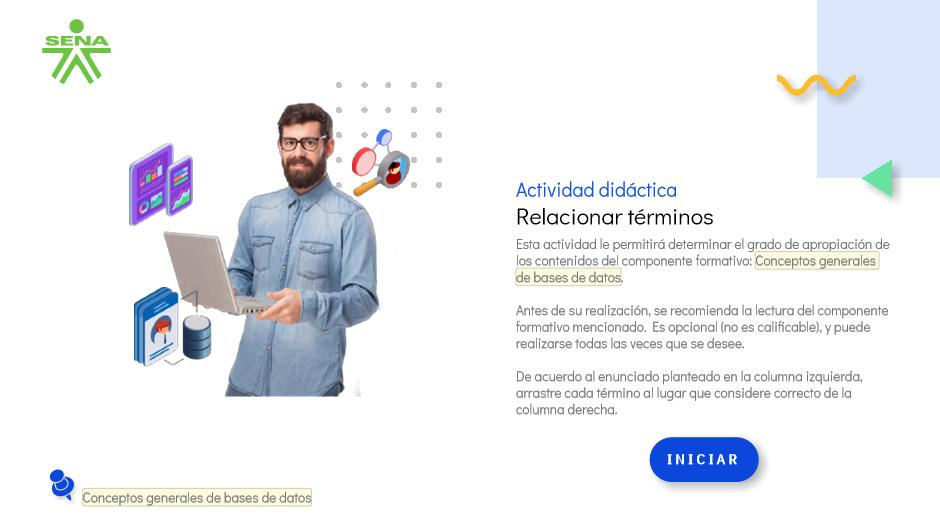 SENA
Actividad didáctica
Relacionar términos
Esta actividad le permitirá determinar el grado de apropiación de
los contenidos del componente formativo: Conceptos generales
de bases de datos.
Antes de su realización, se recomienda la lectura del componente
formativo mencionado. Es opcional (no es calificable), y puede
realizarse todas las veces que se desee.
De acuerdo al enunciado planteado en la columna izquierda,
arrastre cada término al lugar que considere correcto de la
columna derecha.
INICIAR
Conceptos generales de bases de datos